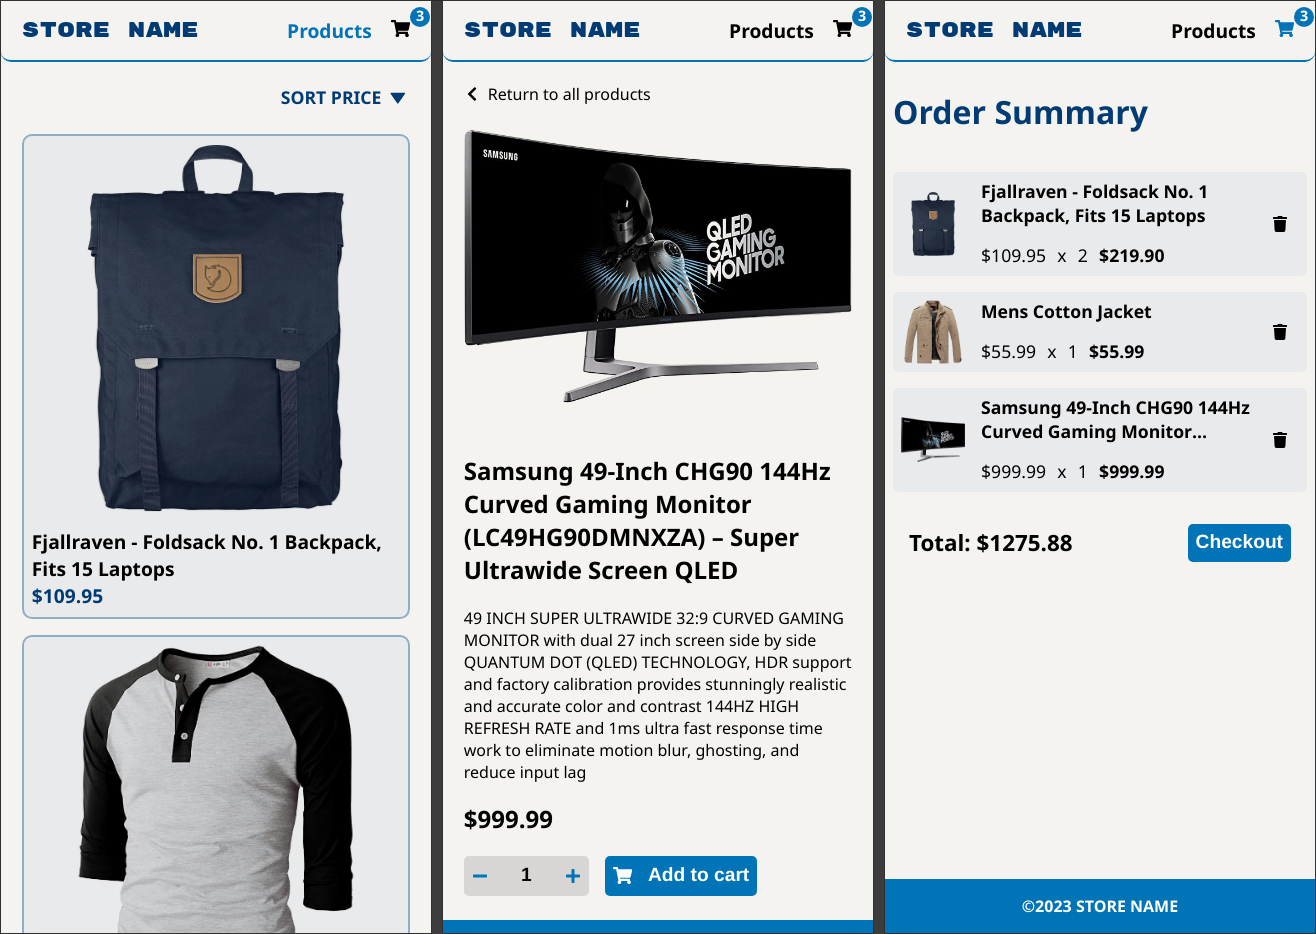 STORE NAME
Products
3
SORT PRICE
Fjallraven - Foldsack No. 1 Backpack,
Fits 15 Laptops
$109.95
STORE NAME
Products
3
Return to all products
SAMSUNG
QLED
GAMING
MONITOR
Samsung 49-Inch CHG90 144Hz
Curved Gaming Monitor
(LC49HG90DMNXZA) – Super
Ultrawide Screen QLED
49 INCH SUPER ULTRAWIDE 32:9 CURVED GAMING
MONITOR with dual 27 inch screen side by side
QUANTUM DOT (QLED) TECHNOLOGY, HDR support
and factory calibration provides stunningly realistic
and accurate color and contrast 144HZ HIGH
REFRESH RATE and 1ms ultra fast response time
work to eliminate motion blur, ghosting, and
reduce input lag
$999.99
− 1 +
Add to cart
STORE NAME
Products
3
Order Summary
Fjallraven - Foldsack No. 1
Backpack, Fits 15 Laptops
$109.95 x 2 $219.90
Mens Cotton Jacket
$55.99 x 1 $55.99
Samsung 49-Inch CHG90 144Hz
Curved Gaming Monitor...
$999.99 x 1 $999.99
Total: $1275.88
Checkout
©2023 STORE NAME